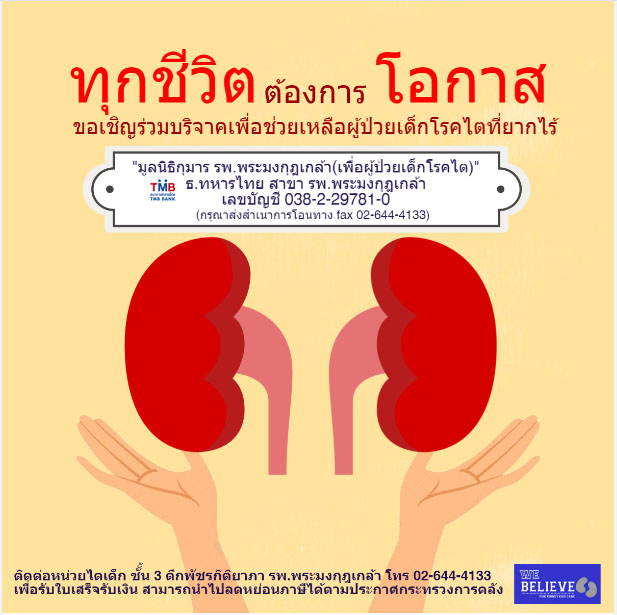 ทุกชีวิต ต้องการ โอกาส
ขอเชิญร่วมบริจาคเพื่อช่วยเหลือผู้ป่วยเด็กโรคไตที่ยากไร้
"มูลนิธิกุมาร รพ.พระมงกุฎเกล้า(เพื่อผู้ป่วยเด็กโรคไต)"
TMB
TMB BANK
ธ.ทหารไทย สาขา รพ.พระมงกุฎเกล้า
เลขบัญชี 038-2-29781-0
(กรุณาส่งสำเนาการโอนทาง fax 02-644-4133)
ติดต่อหน่วยไตเด็ก ชั้น 3 ตึกพัชรกิติยาภา รพ.พระมงกุฎเกล้า โทร 02-644-4133
เพื่อรับใบเสร็จรับเงิน สามารถนำไปลดหย่อนภาษีได้ตามประกาศกระทรวงการคลัง
WE
BELIEVE